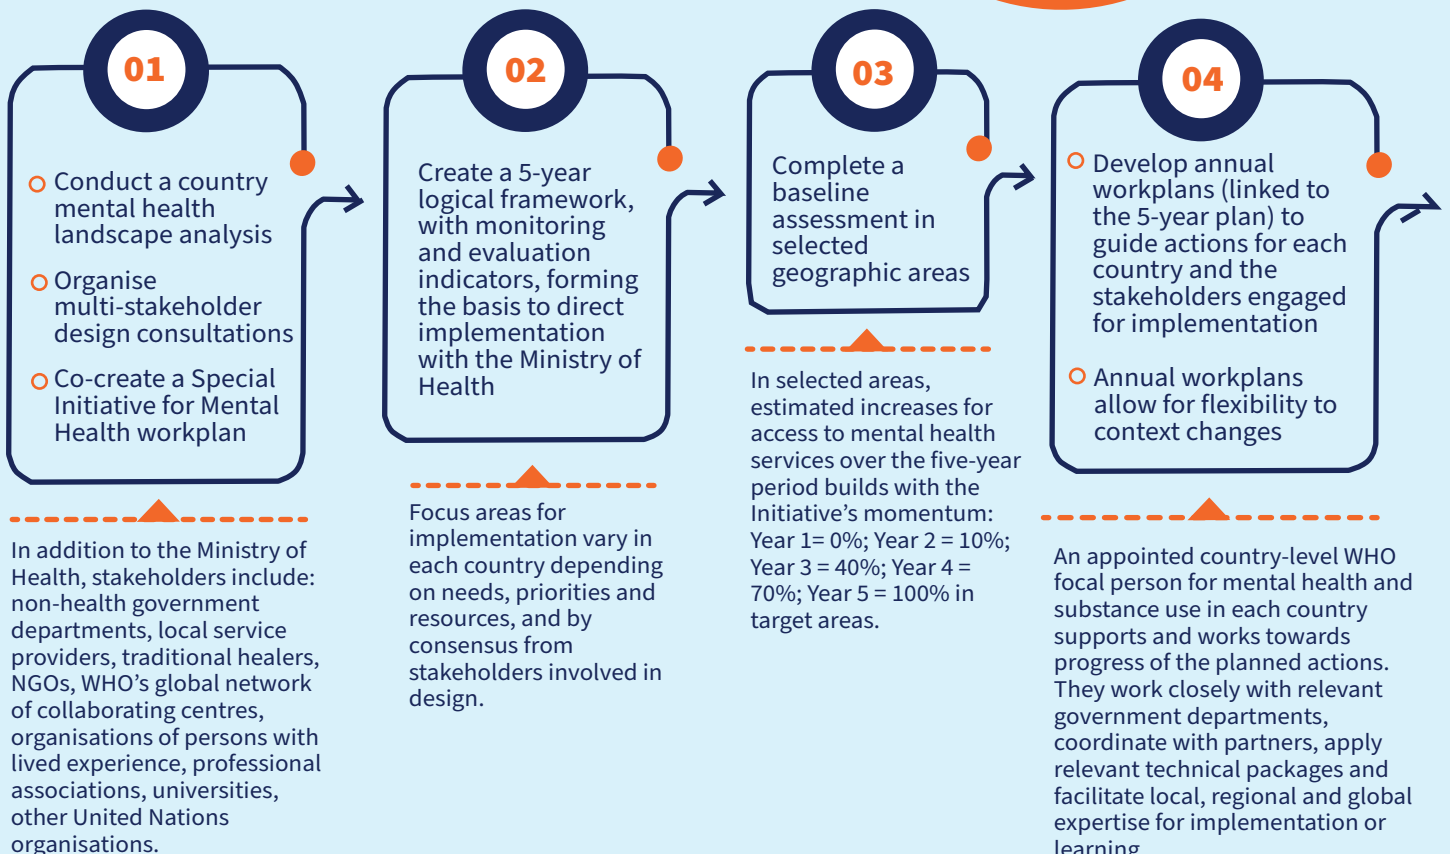 01
Conduct a country
mental health
landscape analysis
Organise
multi-stakeholder
design consultations
Co-create a Special
Initiative for Mental
Health workplan
In addition to the Ministry of
Health, stakeholders include:
non-health government
departments, local service
providers, traditional healers,
NGOs, WHO’s global network
of collaborating centres,
organisations of persons with
lived experience, professional
associations, universities,
other United Nations
organisations.
02
Create a 5-year
logical framework,
with monitoring
and evaluation
indicators, forming
the basis to direct
implementation
with the Ministry of
Health
Focus areas for
implementation vary in
each country depending
on needs, priorities and
resources, and by
consensus from
stakeholders involved in
design.
03
Complete a
baseline
assessment in
selected
geographic areas
In selected areas,
estimated increases for
access to mental health
services over the five-year
period builds with the
Initiative’s momentum:
Year 1= 0%; Year 2 = 10%;
Year 3 = 40%; Year 4 =
70%; Year 5 = 100% in
target areas.
04
Develop annual
workplans (linked to
the 5-year plan) to
guide actions for each
country and the
stakeholders engaged
for implementation
Annual workplans
allow for flexibility to
context changes
An appointed country-level WHO
focal person for mental health and
substance use in each country
supports and works towards
progress of the planned actions.
They work closely with relevant
government departments,
coordinate with partners, apply
relevant technical packages and
facilitate local, regional and global
expertise for implementation or
learning